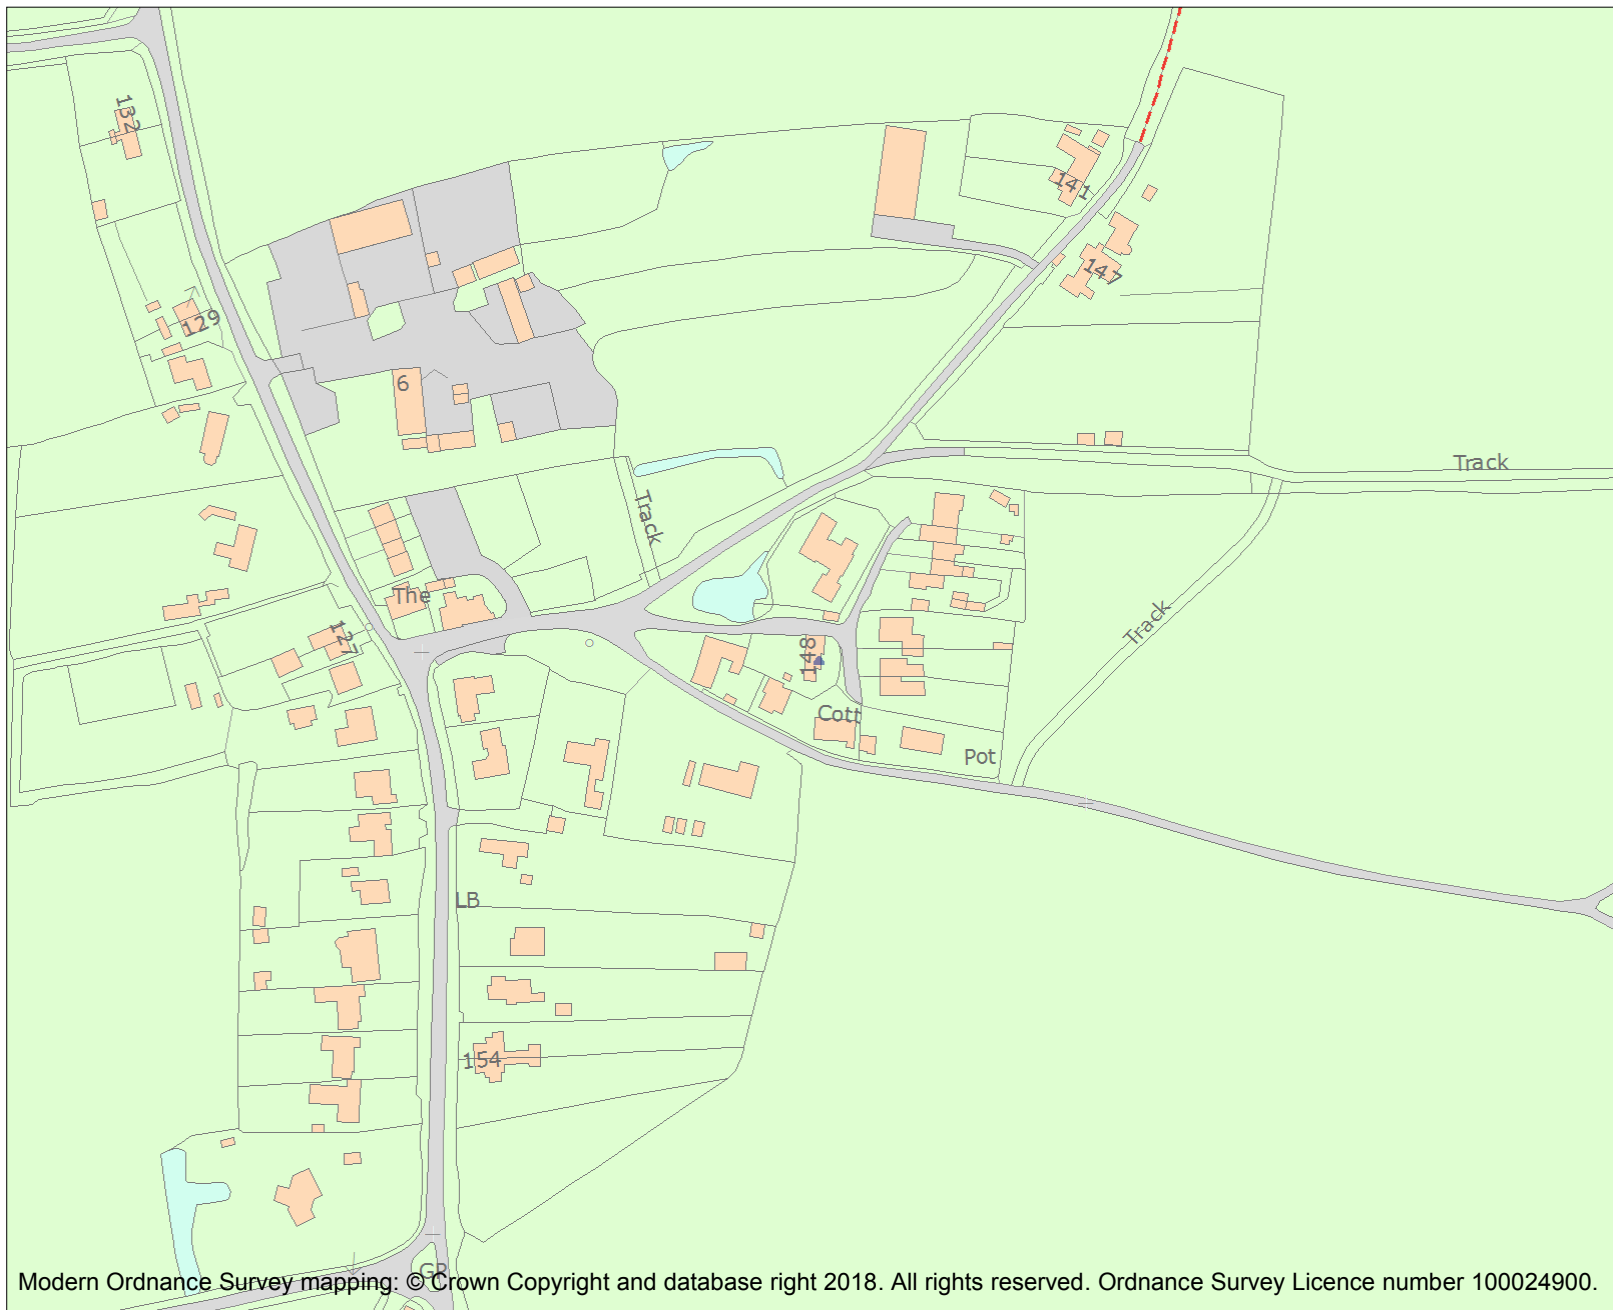 132
141
147
129
6
Track
Track
The
Track
127
148
Cott
Pot
LB
154
GP
Modern Ordnance Survey mapping: © Crown Copyright and database right 2018. All rights reserved. Ordnance Survey Licence number 100024900.